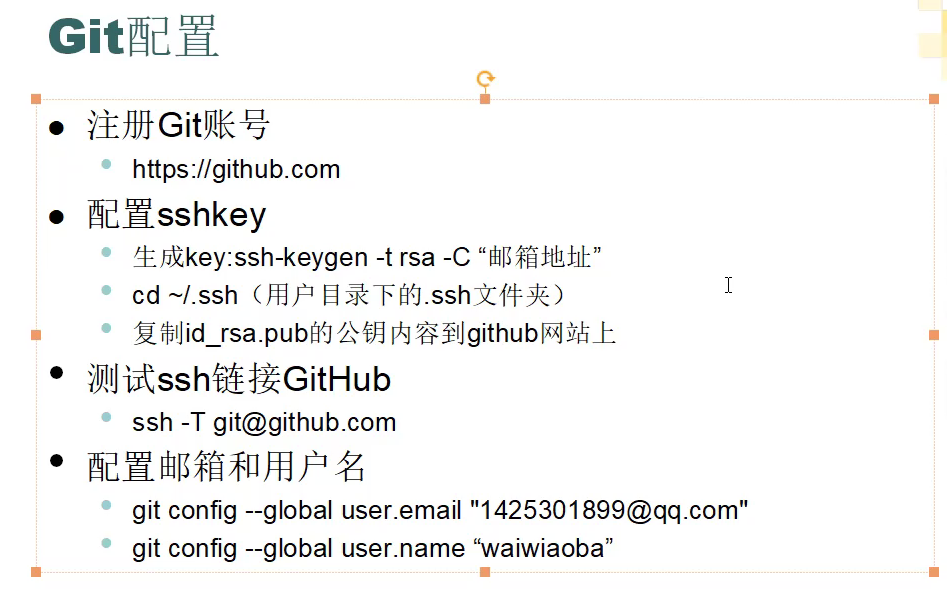 Git配置
注册Git账号
https://github.com
配置sshkey
生成key:ssh-keygen -t rsa -C “邮箱地址”
cd ~/.ssh（用户目录下的.ssh文件夹）
复制id_rsa.pub的公钥内容到github网站上
测试ssh链接GitHub
ssh -T git@github.com
配置邮箱和用户名
git config --global user.email "1425301899@qq.com"
git config --global user.name “waiwiaoba”